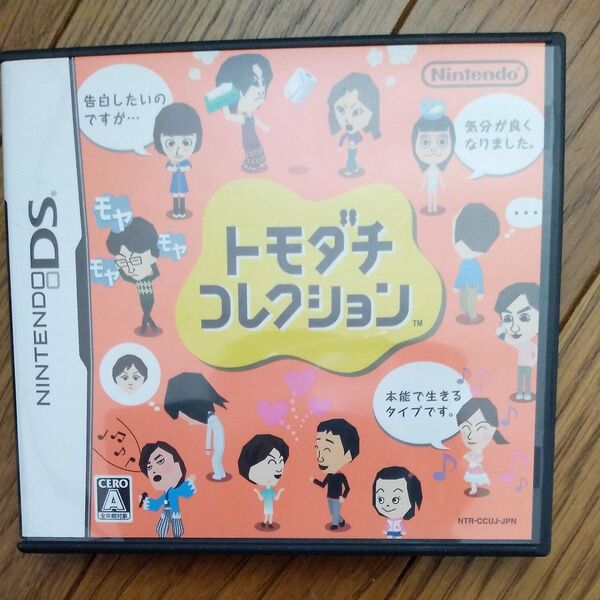 NINTENDO DS
Nintendo
告白したいの
ですが…
気分が良く
なりました。
モヤ
モヤ
モヤ
…
トモダチ
コレクション™
本能で生きる
タイプです。
CERO
A
全年齢対象
NTR-CCUJ-JPN